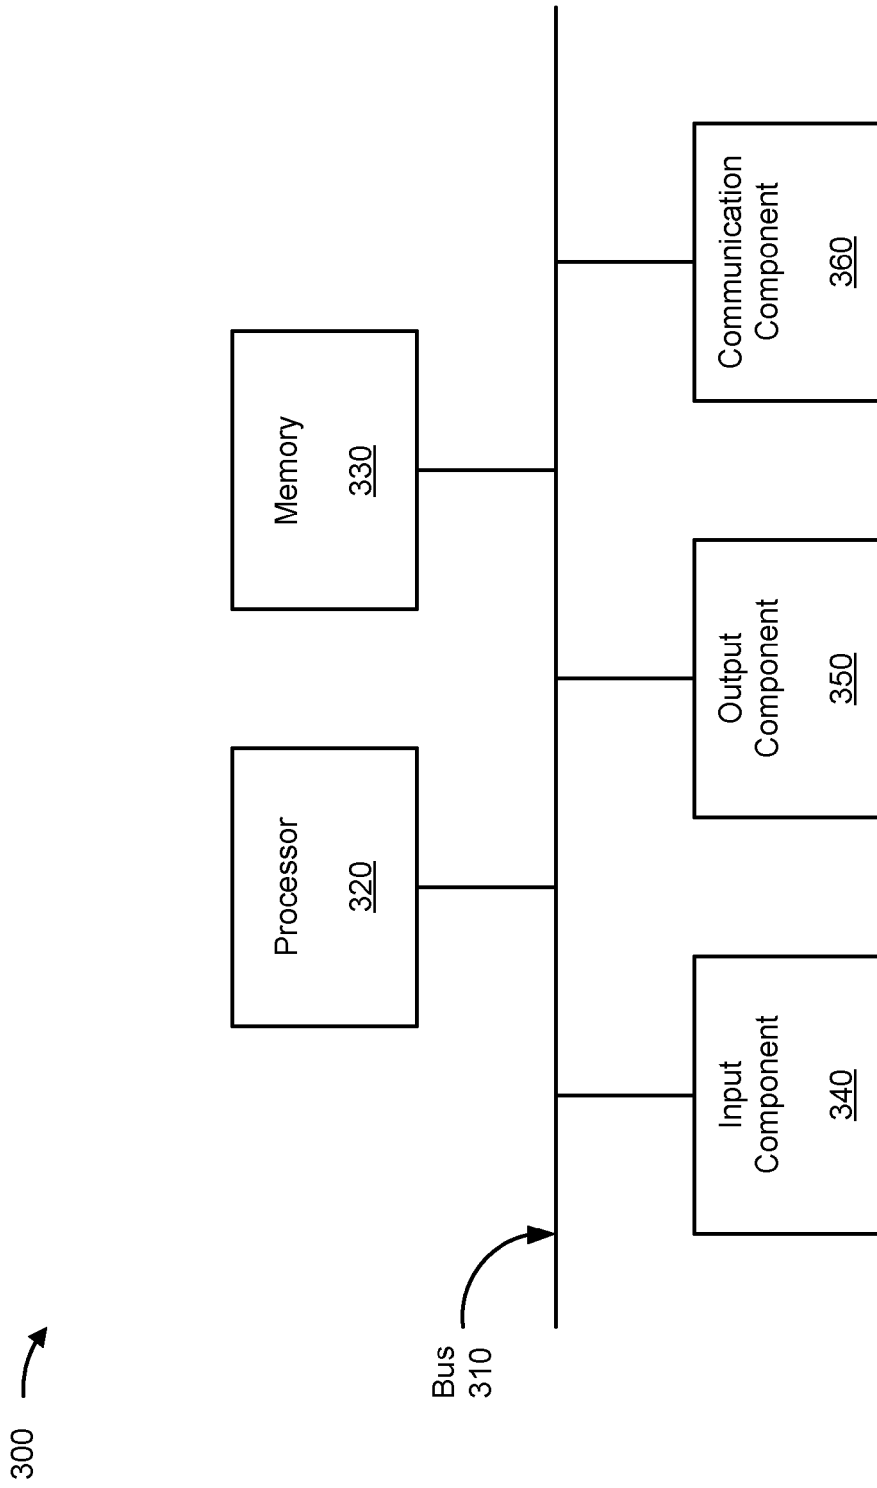 300
Processor
320
Memory
330
Bus
310
Input
Component
340
Output
Component
350
Communication
Component
360